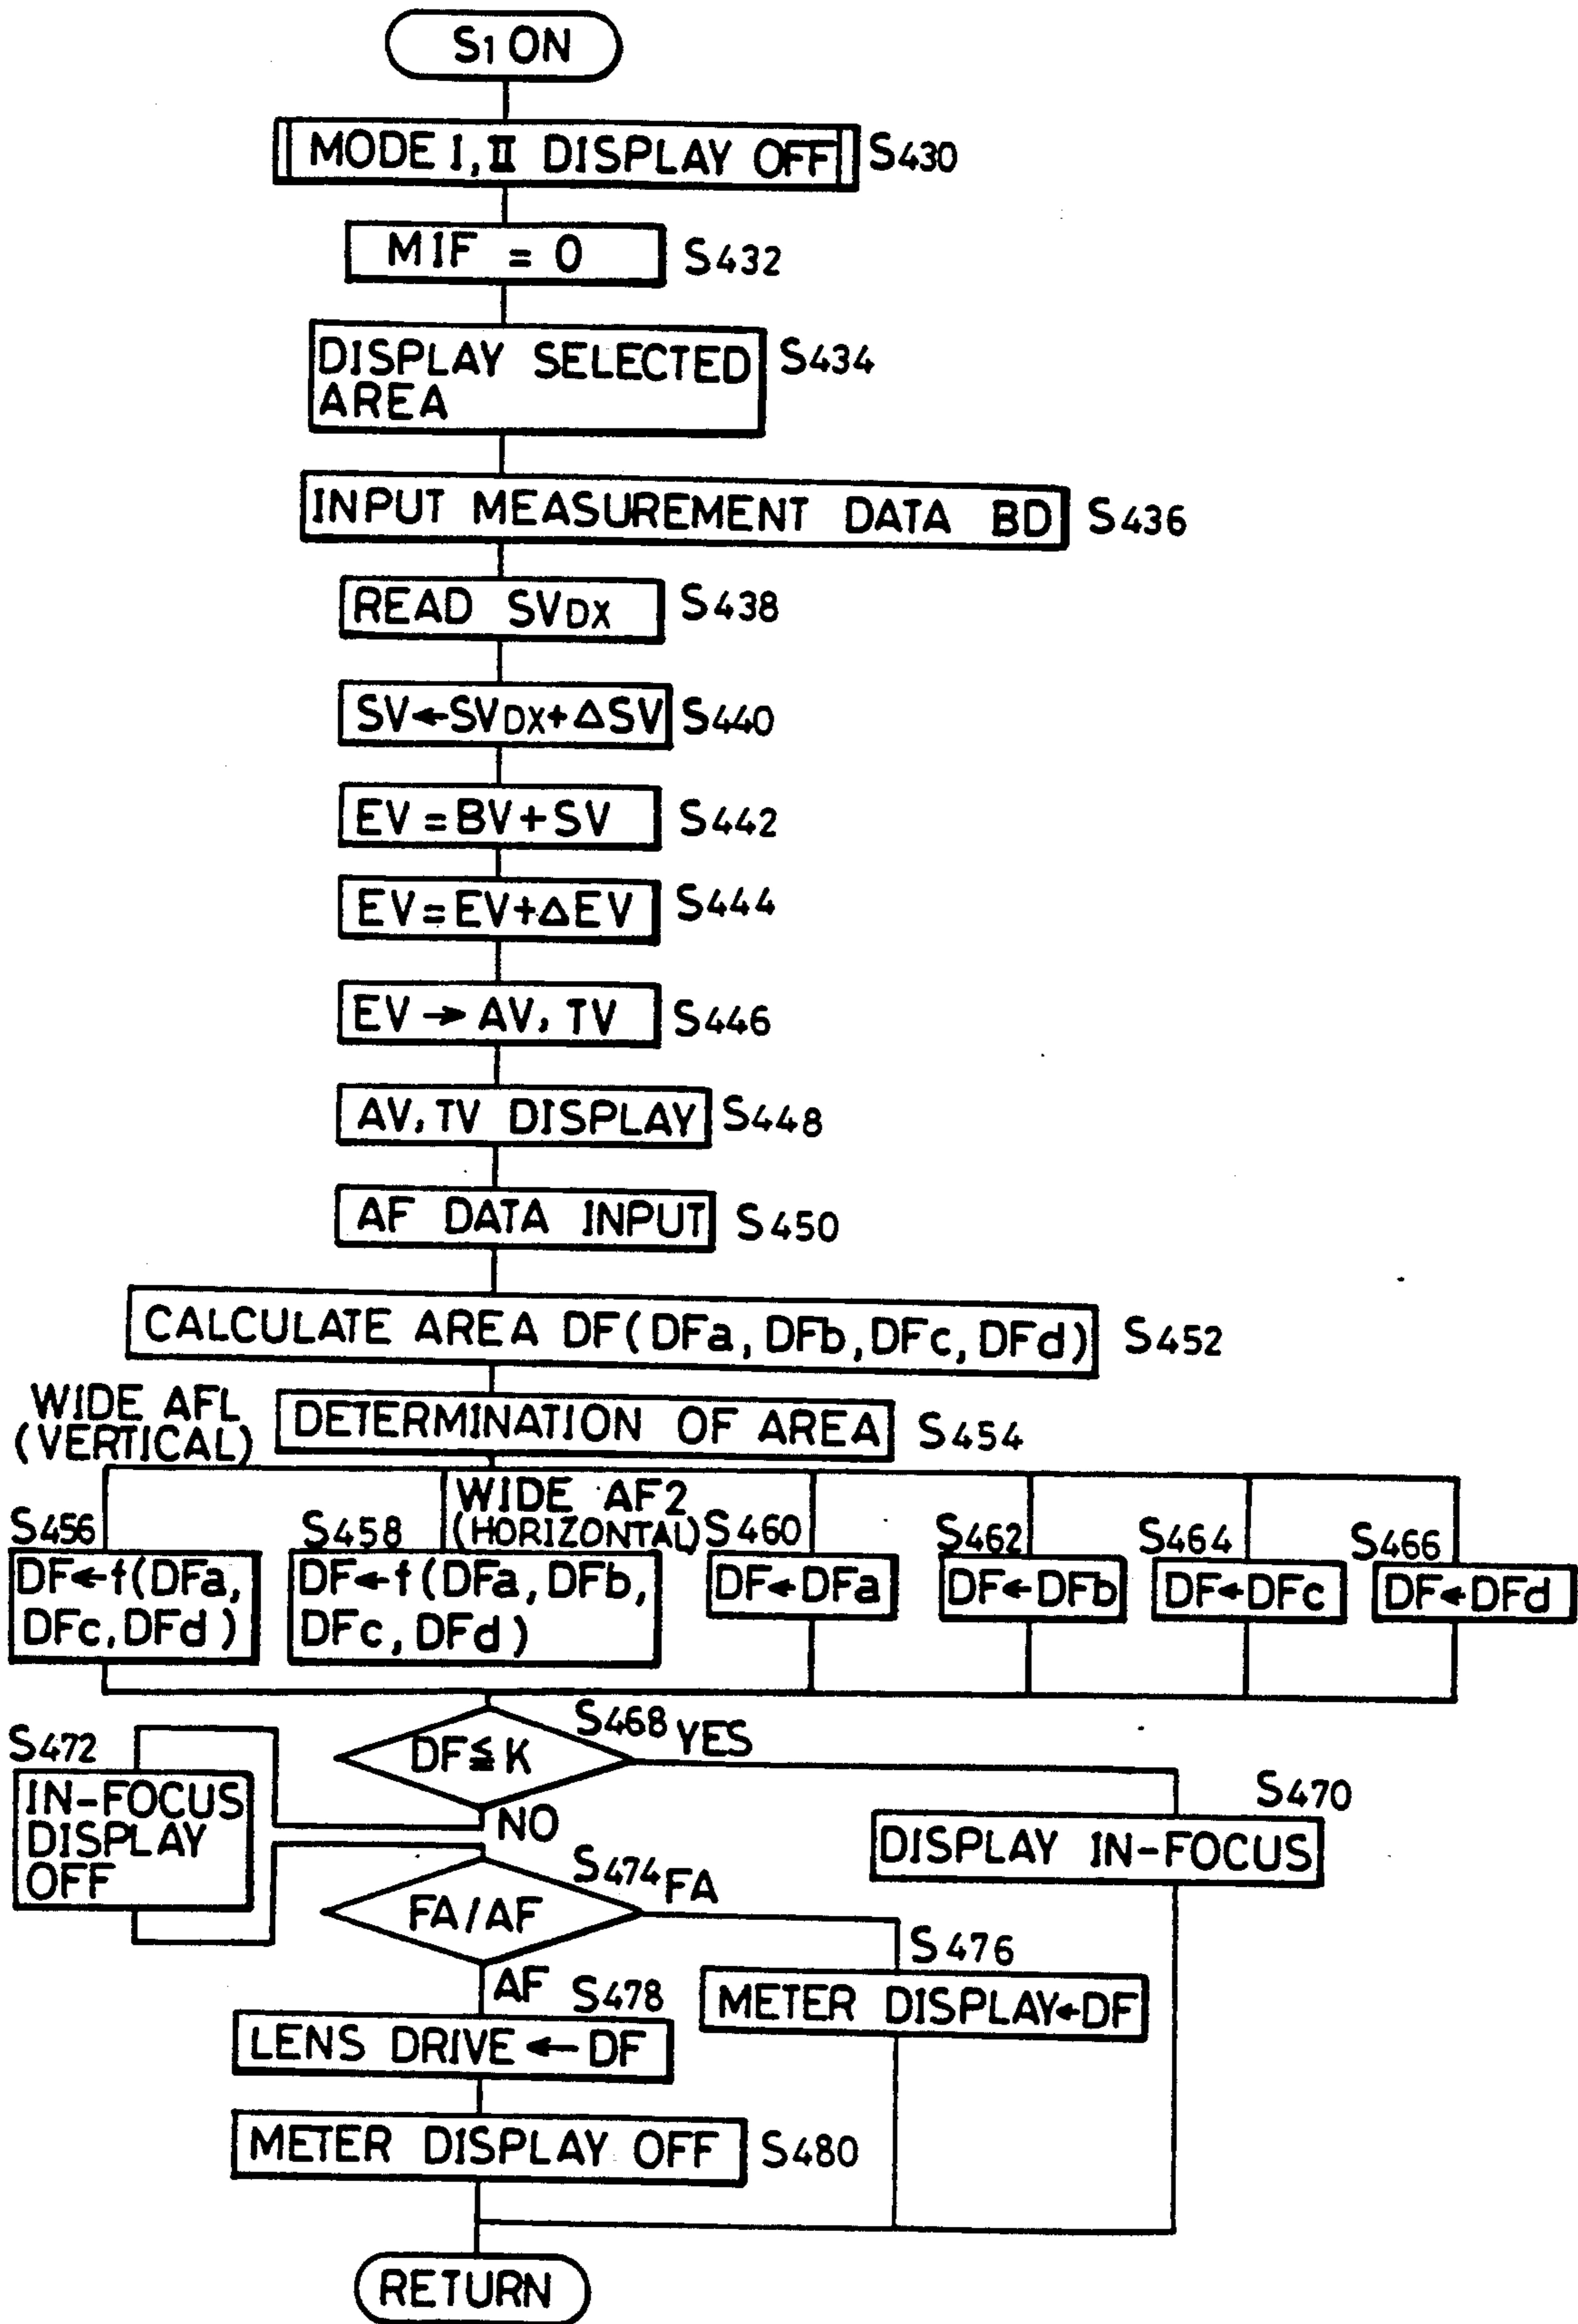 S1 ON
MODE I, II DISPLAY OFF S430
MIF = 0 S432
DISPLAY SELECTED S434
AREA
INPUT MEASUREMENT DATA BD S436
READ SVDX S438
SV←SVDX+ΔSV S440
EV=BV+SV S442
EV=EV+ΔEV S444
EV→AV, TV S446
AV, TV DISPLAY S448
AF DATA INPUT S450
CALCULATE AREA DF(DFa, DFb, DFc, DFd) S452
WIDE AFL
(VERTICAL)
DETERMINATION OF AREA S454
WIDE AF2
(HORIZONTAL)
S456
DF←f(DFa,
DFc, DFd)
S458
DF←f(DFa, DFb,
DFc, DFd)
S460
DF←DFa
S462
DF←DFb
S464
DF←DFc
S466
DF←DFd
S468 YES
DF≦K
NO
S472
IN-FOCUS
DISPLAY
OFF
S470
DISPLAY IN-FOCUS
S474 FA
FA/AF
AF
S476
METER DISPLAY←DF
S478
LENS DRIVE ← DF
METER DISPLAY OFF S480
RETURN